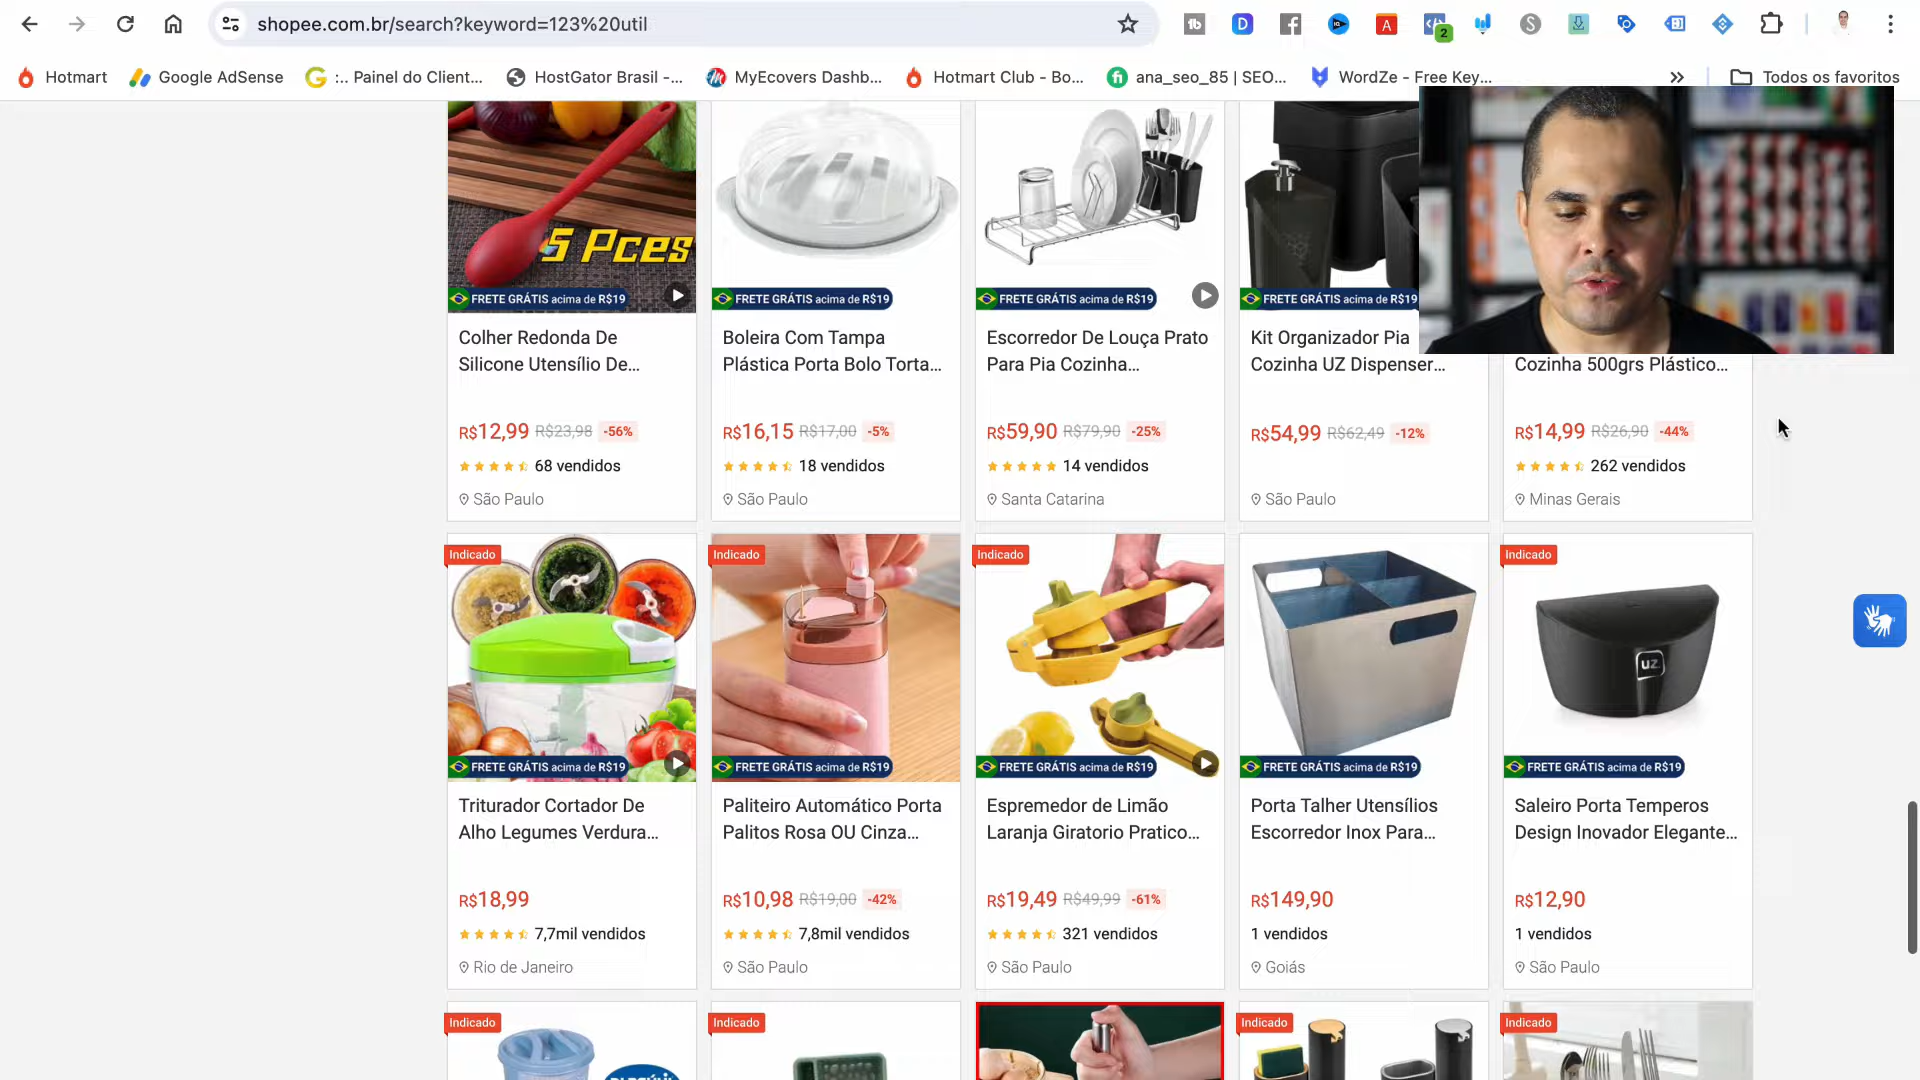 shopee.com.br/search?keyword=123%20util
2
Hotmart
Google AdSense
:.. Painel do Client...
HostGator Brasil -...
MyEcovers Dashb...
Hotmart Club - Bo...
ana_seo_85 | SEO...
WordZe - Free Key...
Todos os favoritos
5 Pces
FRETE GRÁTIS acima de R$19
FRETE GRÁTIS acima de R$19
FRETE GRÁTIS acima de R$19
FRETE GRÁTIS acima de R$19
Colher Redonda De
Silicone Utensílio De...
Boleira Com Tampa
Plástica Porta Bolo Torta...
Escorredor De Louça Prato
Para Pia Cozinha...
Kit Organizador Pia
Cozinha UZ Dispenser...
Cozinha 500grs Plástico...
R$12,99 R$23,98 -56%
R$16,15 R$17,00 -5%
R$59,90 R$79,90 -25%
R$54,99 R$62,49 -12%
R$14,99 R$26,90 -44%
68 vendidos
18 vendidos
14 vendidos
262 vendidos
São Paulo
São Paulo
Santa Catarina
São Paulo
Minas Gerais
Indicado
Indicado
Indicado
Indicado
UZ
FRETE GRÁTIS acima de R$19
FRETE GRÁTIS acima de R$19
FRETE GRÁTIS acima de R$19
FRETE GRÁTIS acima de R$19
FRETE GRÁTIS acima de R$19
Triturador Cortador De
Alho Legumes Verdura...
Paliteiro Automático Porta
Palitos Rosa OU Cinza...
Espremedor de Limão
Laranja Giratorio Pratico...
Porta Talher Utensílios
Escorredor Inox Para...
Saleiro Porta Temperos
Design Inovador Elegante...
R$18,99
R$10,98 R$19,00 -42%
R$19,49 R$49,99 -61%
R$149,90
R$12,90
7,7mil vendidos
7,8mil vendidos
321 vendidos
1 vendidos
1 vendidos
Rio de Janeiro
São Paulo
São Paulo
Goiás
São Paulo
Indicado
Indicado
Indicado
Indicado